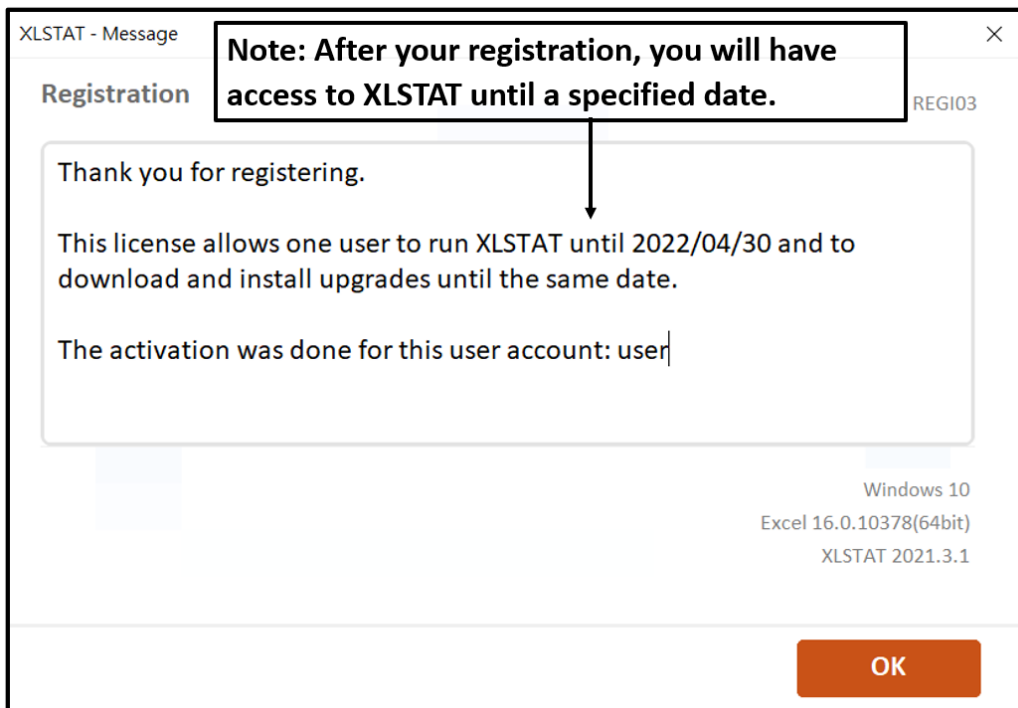 XLSTAT - Message
Note: After your registration, you will have
access to XLSTAT until a specified date.
Registration
REGI03
Thank you for registering.
This license allows one user to run XLSTAT until 2022/04/30 and to
download and install upgrades until the same date.
The activation was done for this user account: user
Windows 10
Excel 16.0.10378(64bit)
XLSTAT 2021.3.1
OK